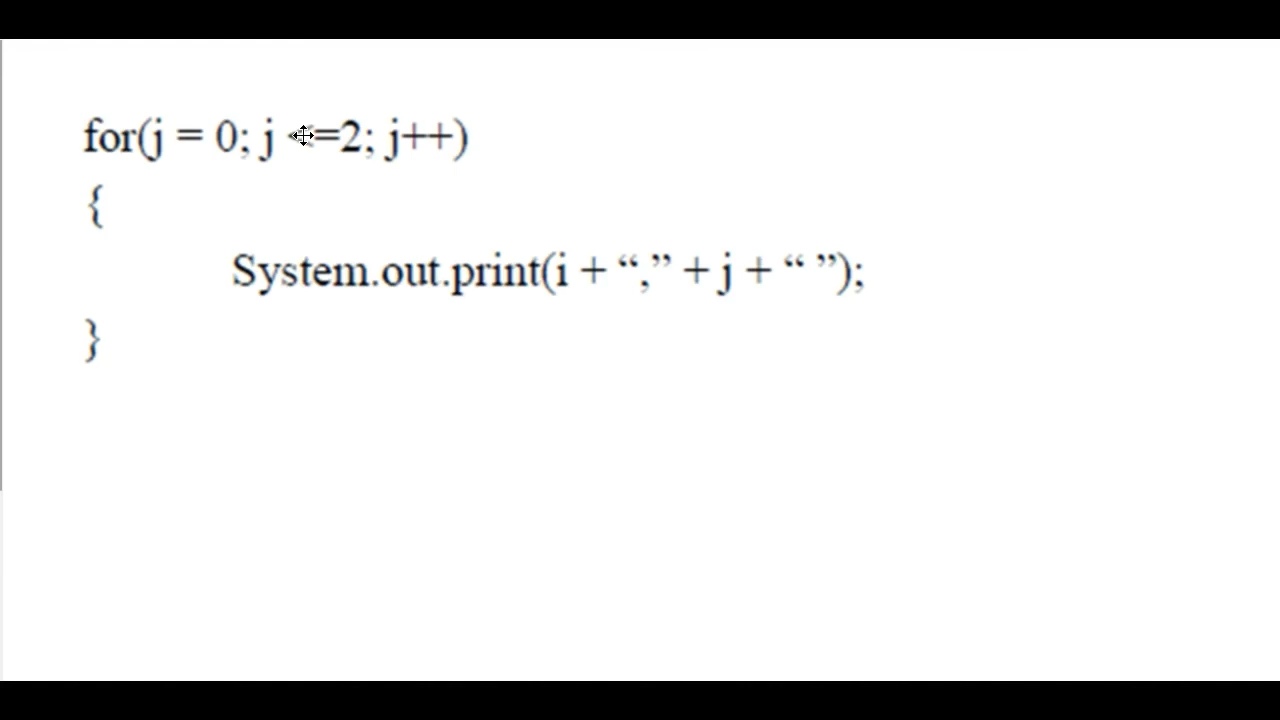 for(j = 0; j <=2; j++)
{
System.out.print(i + “,” + j + “ ”);
}